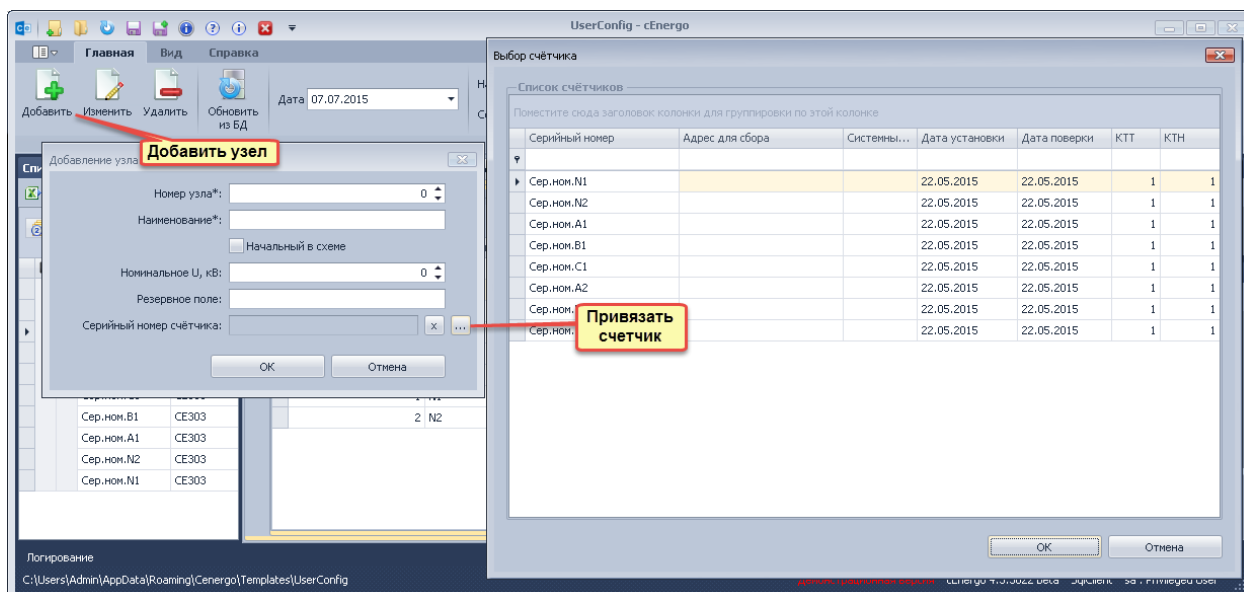 UserConfig - cEnergo
Главная Вид Справка
Добавить Изменить Удалить Обновить из БД
Дата 07.07.2015
Добавить узел
Добавление узла
Номер узла*: 0
Наименование*:
Начальный в схеме
Номинальное U, кВ: 0
Резервное поле:
Серийный номер счётчика: x ...
OK Отмена
Привязать
счетчик
2 N2
Сер.ном.B1 CE303
Сер.ном.A1 CE303
Сер.ном.N2 CE303
Сер.ном.N1 CE303
Логирование
C:\Users\Admin\AppData\Roaming\Cenergo\Templates\UserConfig
Выбор счётчика
Список счётчиков
Поместите сюда заголовок колонки для группировки по этой колонке
Серийный номер Адрес для сбора Системны... Дата установки Дата поверки КТТ КТН
Сер.ном.N1 22.05.2015 22.05.2015 1 1
Сер.ном.N2 22.05.2015 22.05.2015 1 1
Сер.ном.A1 22.05.2015 22.05.2015 1 1
Сер.ном.B1 22.05.2015 22.05.2015 1 1
Сер.ном.C1 22.05.2015 22.05.2015 1 1
Сер.ном.A2 22.05.2015 22.05.2015 1 1
Сер.ном. 22.05.2015 22.05.2015 1 1
Сер.ном. 22.05.2015 22.05.2015 1 1
OK Отмена